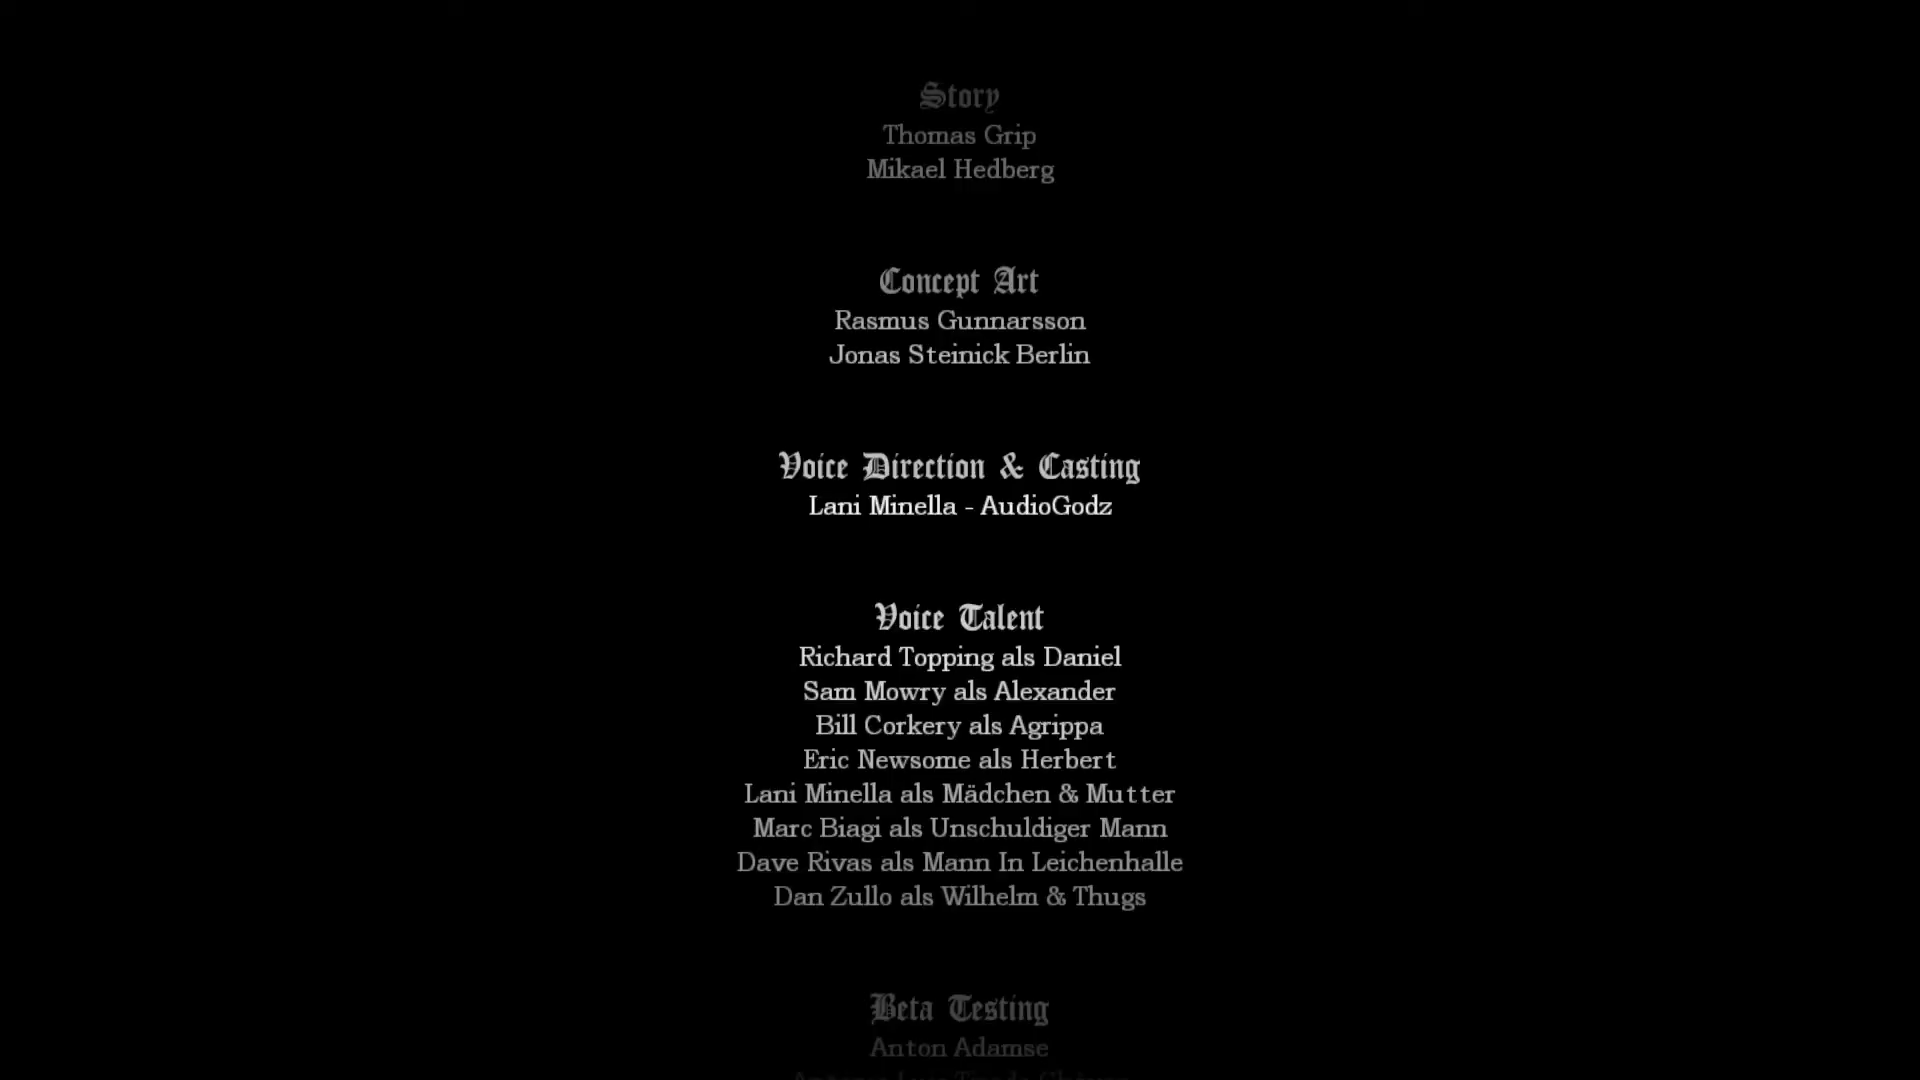 Story
Thomas Grip
Mikael Hedberg
Concept Art
Rasmus Gunnarsson
Jonas Steinick Berlin
Voice Direction & Casting
Lani Minella - AudioGodz
Voice Talent
Richard Topping als Daniel
Sam Mowry als Alexander
Bill Corkery als Agrippa
Eric Newsome als Herbert
Lani Minella als Mädchen & Mutter
Marc Biagi als Unschuldiger Mann
Dave Rivas als Mann In Leichenhalle
Dan Zullo als Wilhelm & Thugs
Beta Testing
Anton Adamse